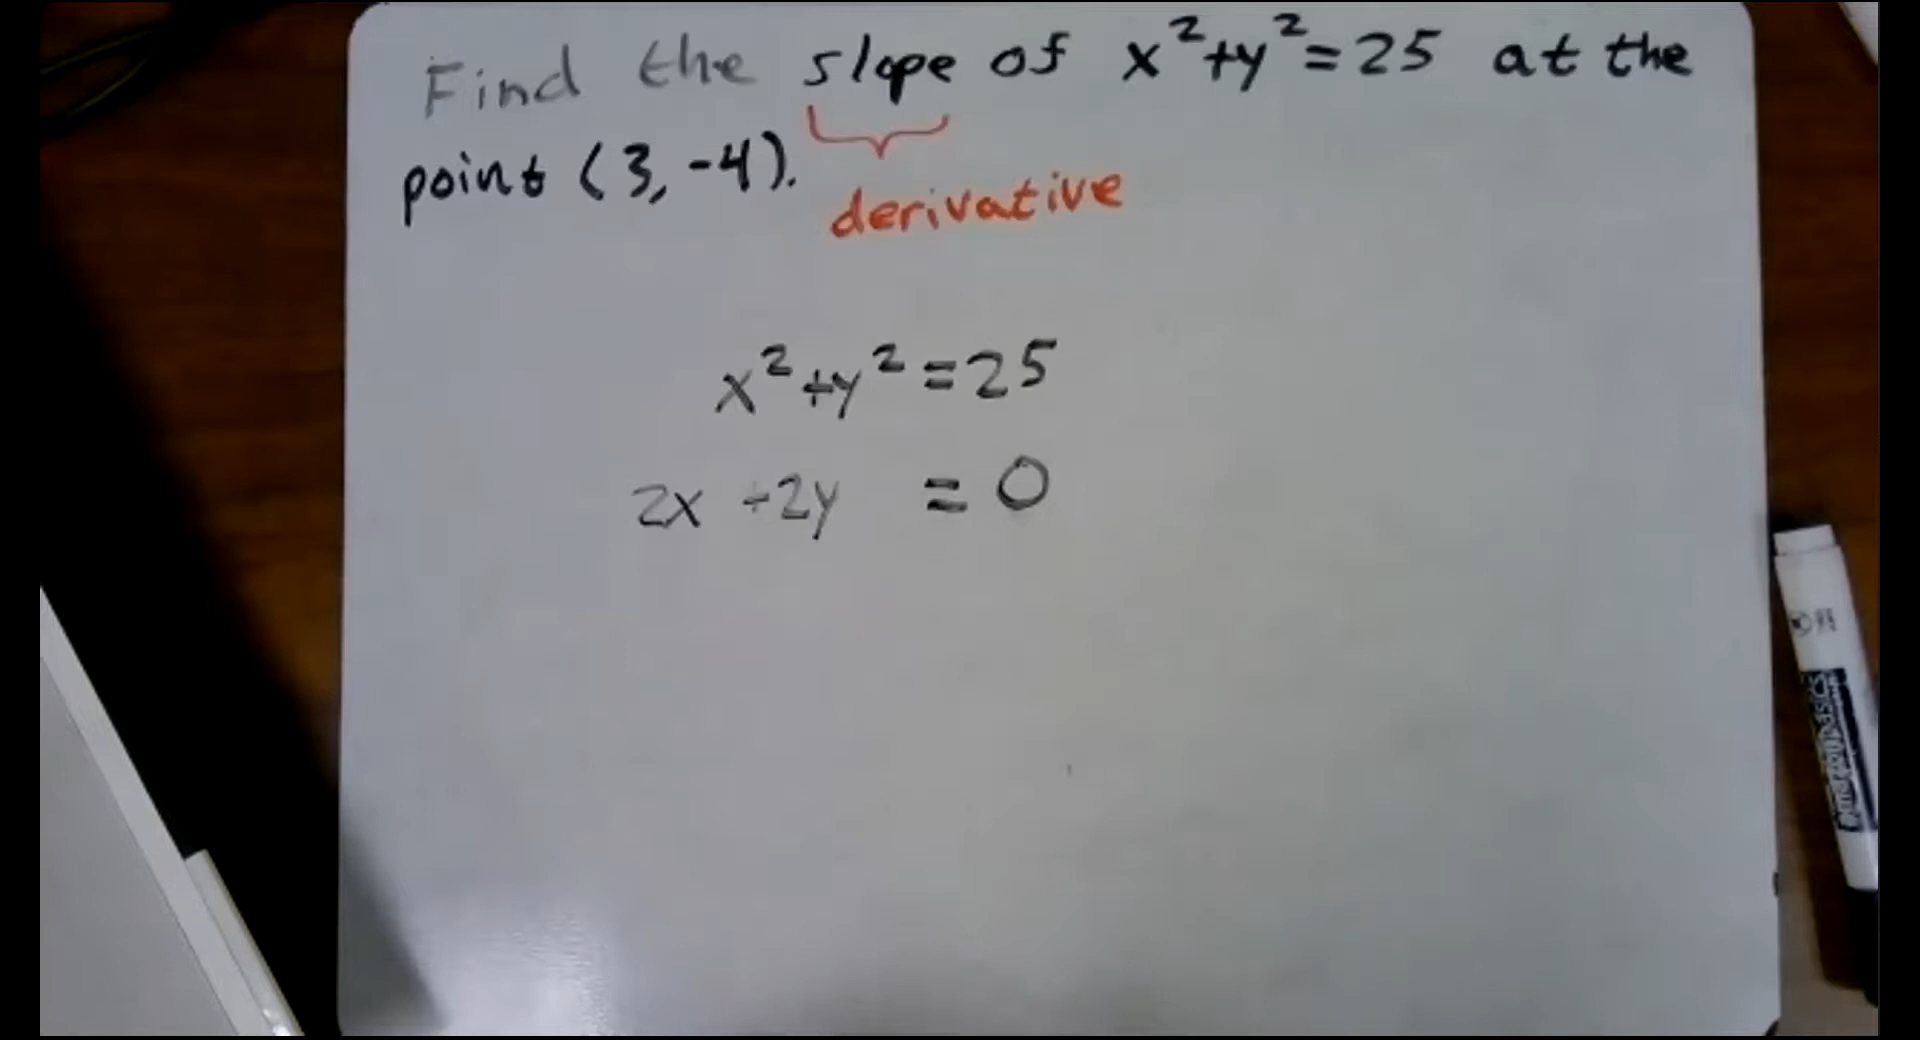 Find the slope of x²+y²=25 at the
point (3,-4).
derivative
x²+y²=25
2x +2y = 0
amazonbasics